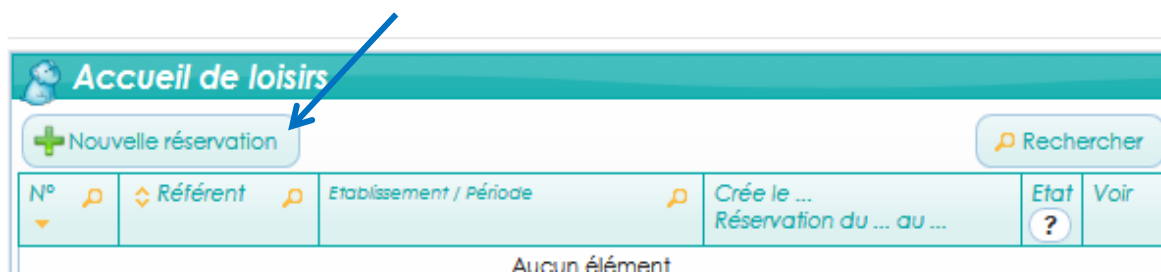 Accueil de loisirs
Nouvelle réservation
Rechercher
N° Référent Etablissement / Période Crée le ... Etat Voir
Réservation du ... au ... ?
Aucun élément